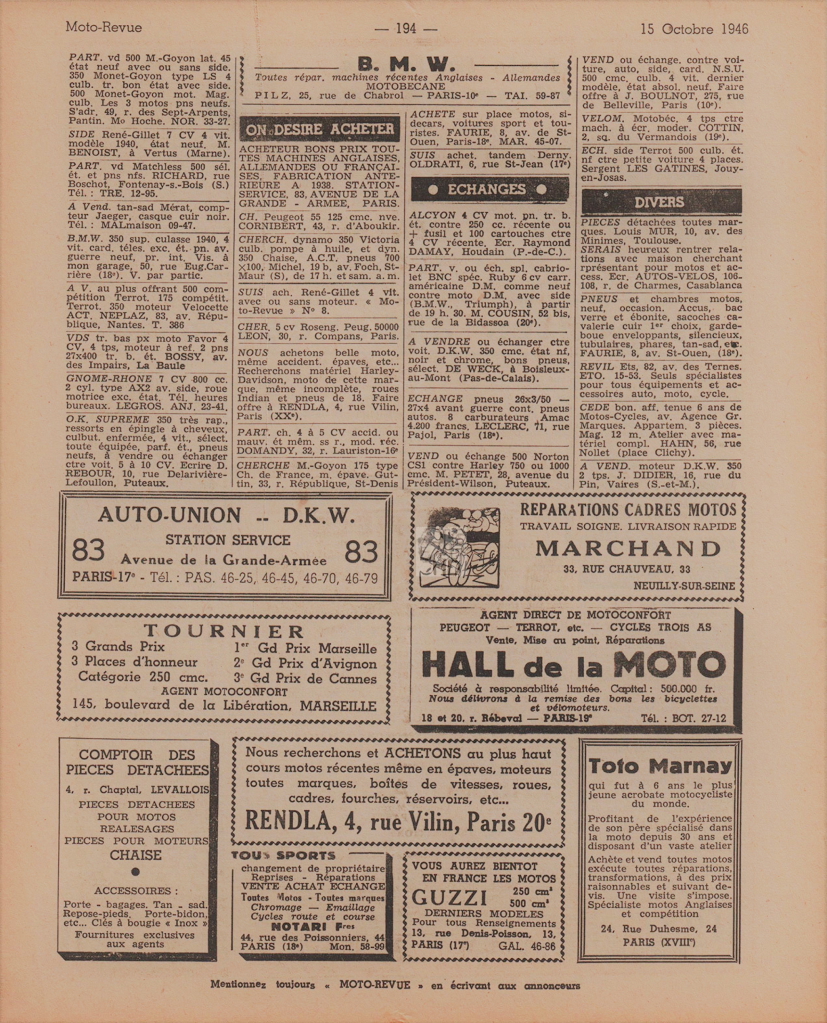 Moto-Revue
— 194 —
15 Octobre 1946
PART. vd 500 M.-Goyon lat. 45
état neuf avec ou sans side.
350 Monet-Goyon type LS 4
culb. tr. bon état avec side.
500 Monet-Goyon mot. Mag.
culb. Les 3 motos pns neufs.
S'adr. 49, r. des Sept-Arpents,
Pantin. Mo Hoche. NOR. 33-27.
SIDE René-Gillet 7 CV 4 vit.
modèle 1940, état neuf. M.
BENOIST, à Vertus (Marne).
PART. vd Matchless 500 sél.
ét. et pns nfs. RICHARD, rue
Boschot, Fontenay-s.-Bois (S.)
Tél. : TRE. 12-95.
A Vend. tan-sad Mérat, compteur
Jaeger, casque cuir noir.
Tél. : MALmaison 09-47.
B.M.W. 350 sup. culasse 1940, 4
vit. card. téles. exc. ét. pn. av.
guerre neuf, pr. int. Vis. à
mon garage, 50, rue Eug.Carrière
(18e). V. par partic.
A V. au plus offrant 500 compétition
Terrot. 175 compétit.
Terrot. 350 moteur Velocette
ACT. NEPLAZ, 83, av. République,
Nantes. T. 386
VDS tr. bas px moto Favor 4
CV, 4 tps, moteur à réf. 2 pns
27x400 tr. b. ét. BOSSY, av.
des Impairs, La Baule
GNOME-RHONE 7 CV 800 cc.
2 cyl. type AX2 av. side, roue
motrice exc. état. Tél. heures
bureaux. LEGROS. ANJ. 23-41.
O.K. SUPREME 350 très rap.,
ressorts en épingle à cheveux,
culbut. enfermée, 4 vit., sélect.
toute équipée, parf. ét., pneus
neufs, à vendre ou échanger
ctre voit. 5 à 10 CV. Ecrire D.
REBOUR, 10, rue Delarivière-
Lefoullon, Puteaux.
B. M. W.
Toutes répar. machines récentes Anglaises - Allemandes
MOTOBECANE
PILZ, 25, rue de Chabrol — PARIS-10e - TAI. 59-87
ON DESIRE ACHETER
ACHETEUR BONS PRIX TOUTES
MACHINES ANGLAISES,
ALLEMANDES OU FRANÇAISES,
FABRICATION ANTERIEURE
A 1938. STATION-
SERVICE, 83, AVENUE DE LA
GRANDE - ARMEE, PARIS.
CH. Peugeot 55 125 cmc. nve.
CORNIBERT, 43, r. d'Aboukir.
CHERCH. dynamo 350 Victoria
culb. pompe à huile, et dyn.
350 Chaise, A.C.T. pneus 700
×100, Michel, 19 b, av. Foch, St-
Maur (S), de 17 h. et sam. a. m.
SUIS ach. René-Gillet 4 vit.
avec ou sans moteur. « Moto-Revue » No 8.
CHER. 5 cv Roseng. Peug. 50000
LEON, 30, r. Compans, Paris.
NOUS achetons belle moto,
même accident. épaves, etc...
Recherchons matériel Harley-
Davidson, moto de cette marque,
même incomplète, roues
Indian et pneus de 18. Faire
offre à RENDLA, 4, rue Vilin,
Paris (XXe).
PART. ch. 4 à 5 CV accid. ou
mauv. ét mêm. ss r., mod. réc.
DOMANDY, 32, r. Lauriston-16e
CHERCHE M.-Goyon 175 type
Ch. de France, m. épave. Guttin,
33, r. République, St-Denis
ACHETE sur place motos, sidecars,
voitures sport et touristes.
FAURIE, 8, av. de St-
Ouen, Paris-18e. MAR. 45-07.
SUIS achet. tandem Derny.
OLDRATI, 6, rue St-Jean (17e)
● ECHANGES ●
ALCYON 4 CV mot. pn. tr. b.
ét. contre 250 cc. récente ou
+ fusil et 100 cartouches ctre
4 CV récente. Ecr. Raymond
DAMAY, Houdain (P.-de-C.).
PART. v. ou éch. spl. cabriolet
BNC spéc. Ruby 6 cv carr.
américaine D.M. comme neuf
contre moto D.M. avec side
(B.M.W., Triumph), à partir
de 19 h. 30. M. COUSIN, 52 bis,
rue de la Bidassoa (20e).
A VENDRE ou échanger ctre
voit. D.K.W. 350 cmc. état nf,
noir et chrome, bons pneus,
sélect. DE WECK, à Boisleux-
au-Mont (Pas-de-Calais).
ECHANGE pneus 26x3/50 —
27x4 avant guerre cont. pneus
autos. 8 carburateurs Amac
4.200 francs. LECLERC, 71, rue
Pajol, Paris (18e).
VEND ou échange 500 Norton
CS1 contre Harley 750 ou 1000
cmc. M. PETET, 28, avenue du
Président-Wilson, Puteaux.
VEND ou échange. contre voiture,
auto, side, card. N.S.U.
500 cmc, culb. 4 vit. dernier
modèle, état absol. neuf. Faire
offre à J. BOULNOT, 275, rue
de Belleville, Paris (10e).
VELOM. Motobéc. 4 tps ctre
mach. à écr. moder. COTTIN,
2, sq. du Vermandois (19e).
ECH. side Terrot 500 culb. ét.
nf ctre petite voiture 4 places.
Sergent LES GATINES, Jouy-
en-Josas.
DIVERS
PIECES détachées toutes marques.
Louis MUR, 10, av. des
Minimes, Toulouse.
SERAIS heureux rentrer relations
avec maison cherchant
rprésentant pour motos et access.
Ecr. AUTOS-VELOS, 106-
108, r. de Charmes, Casablanca
PNEUS et chambres motos,
neuf, occasion. Accus, bac
verre et ébonite, sacoches cavalerie
cuir 1er choix, gardeboue
enveloppants, silencieux,
tubulaires, phares, tan-sad, etc.
FAURIE, 8, av. St-Ouen, (18e).
REVIL Ets, 82, av. des Ternes.
ETO. 15-53. Seuls spécialistes
pour tous équipements et accessoires
auto, moto, cycle.
CEDE bon. aff. tenue 6 ans de
Motos-Cycles, av. Agence Gr.
Marques. Appartem. 3 pièces.
Mag. 12 m. Atelier avec matériel
compl. HAHN, 56, rue
Nollet (place Clichy).
A VEND. moteur D.K.W. 350
2 tps. J. DIDIER, 16, rue du
Pin, Vaires (S.-et-M.).
AUTO-UNION -- D.K.W.
STATION SERVICE
83 Avenue de la Grande-Armée 83
PARIS-17e - Tél. : PAS. 46-25, 46-45, 46-70, 46-79
REPARATIONS CADRES MOTOS
TRAVAIL SOIGNE. LIVRAISON RAPIDE
MARCHAND
33, RUE CHAUVEAU, 33
NEUILLY-SUR-SEINE
TOURNIER
3 Grands Prix 1er Gd Prix Marseille
3 Places d'honneur 2e Gd Prix d'Avignon
Catégorie 250 cmc. 3e Gd Prix de Cannes
AGENT MOTOCONFORT
145, boulevard de la Libération, MARSEILLE
AGENT DIRECT DE MOTOCONFORT
PEUGEOT — TERROT, etc. — CYCLES TROIS AS
Vente, Mise au point, Réparations
HALL de la MOTO
Société à responsabilité limitée. Capital : 500.000 fr.
Nous délivrons à la remise des bons les bicyclettes
et vélomoteurs.
18 et 20, r. Rébeval — PARIS-19e Tél. : BOT. 27-12
COMPTOIR DES
PIECES DETACHEES
4, r. Chaptal, LEVALLOIS
PIECES DETACHEES
POUR MOTOS
REALESAGES
PIECES POUR MOTEURS
CHAISE
●
ACCESSOIRES :
Porte - bagages. Tan - sad.
Repose-pieds. Porte-bidon,
etc... Clés à bougie « Inox »
Fournitures exclusives
aux agents
Nous recherchons et ACHETONS au plus haut
cours motos récentes même en épaves, moteurs
toutes marques, boîtes de vitesses, roues,
cadres, fourches, réservoirs, etc...
RENDLA, 4, rue Vilin, Paris 20e
TOUS SPORTS
changement de propriétaire
Reprises - Réparations
VENTE ACHAT ECHANGE
Toutes Motos - Toutes marques
Chromage — Emaillage
Cycles route et course
NOTARI Fres
44, rue des Poissonniers, 44
PARIS (18e) Mon. 58-99
VOUS AUREZ BIENTOT
EN FRANCE LES MOTOS
GUZZI 250 cm3
500 cm3
DERNIERS MODELES
Pour tous Renseignements
13, rue Denis-Poisson, 13,
PARIS (17e) GAL. 46-86
Toto Marnay
qui fut à 6 ans le plus
jeune acrobate motocycliste
du monde.
Profitant de l'expérience
de son père spécialisé dans
la moto depuis 30 ans et
disposant d'un vaste atelier
Achète et vend toutes motos
exécute toutes réparations,
transformations, à des prix
raisonnables et suivant devis.
Une visite s'impose.
Spécialiste motos Anglaises
et compétition
24, Rue Duhesme, 24
PARIS (XVIIIe)
Mentionnez toujours « MOTO-REVUE » en écrivant aux annonceurs